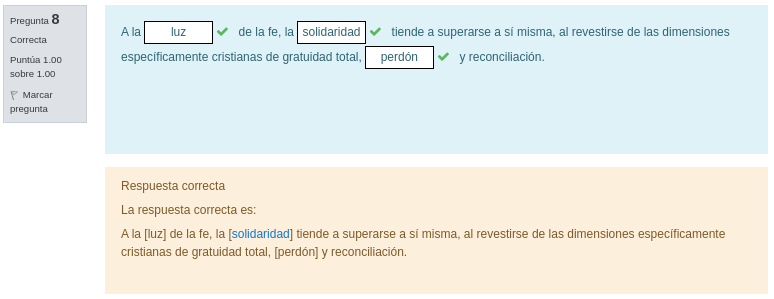 Pregunta 8
Correcta
Puntúa 1.00
sobre 1.00
Marcar
pregunta
A la luz de la fe, la solidaridad tiende a superarse a sí misma, al revestirse de las dimensiones
específicamente cristianas de gratuidad total, perdón y reconciliación.
Respuesta correcta
La respuesta correcta es:
A la [luz] de la fe, la [solidaridad] tiende a superarse a sí misma, al revestirse de las dimensiones específicamente
cristianas de gratuidad total, [perdón] y reconciliación.